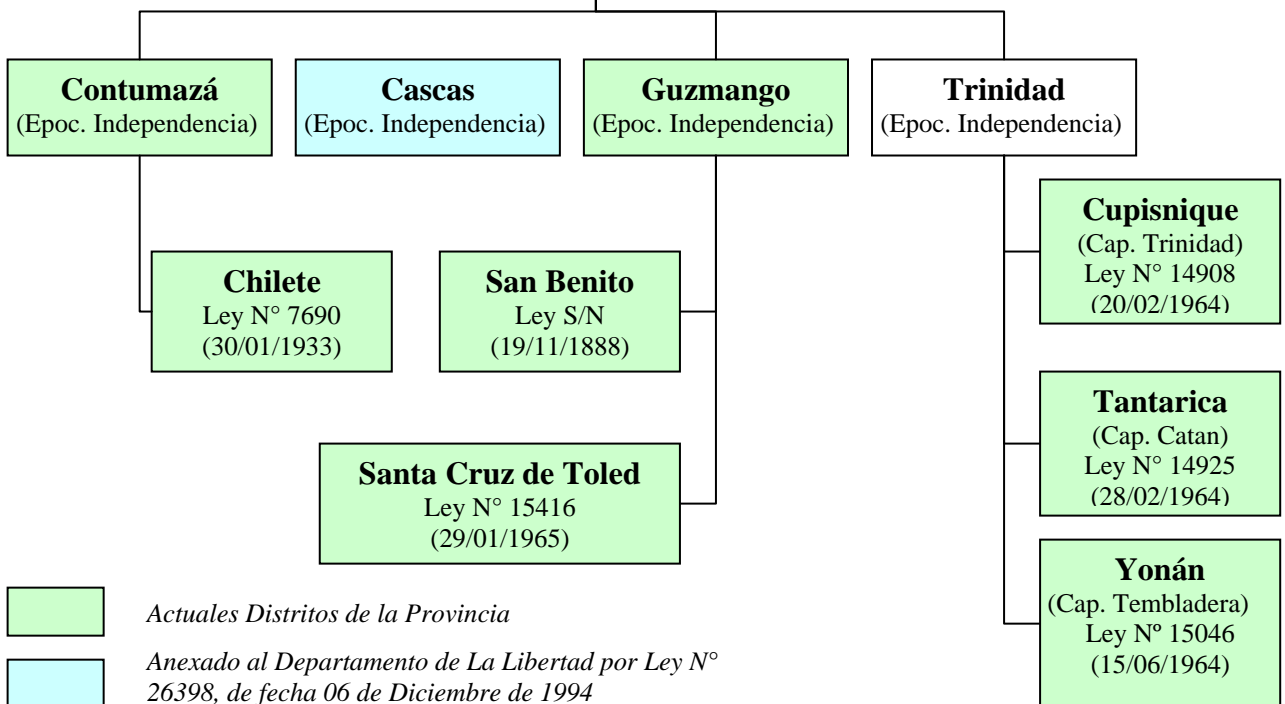 Contumazá
(Epoc. Independencia)
Cascas
(Epoc. Independencia)
Guzmango
(Epoc. Independencia)
Trinidad
(Epoc. Independencia)
Chilete
Ley N° 7690
(30/01/1933)
San Benito
Ley S/N
(19/11/1888)
Santa Cruz de Toled
Ley N° 15416
(29/01/1965)
Cupisnique
(Cap. Trinidad)
Ley N° 14908
(20/02/1964)
Tantarica
(Cap. Catan)
Ley N° 14925
(28/02/1964)
Yonán
(Cap. Tembladera)
Ley Nº 15046
(15/06/1964)
Actuales Distritos de la Provincia
Anexado al Departamento de La Libertad por Ley N°
26398, de fecha 06 de Diciembre de 1994